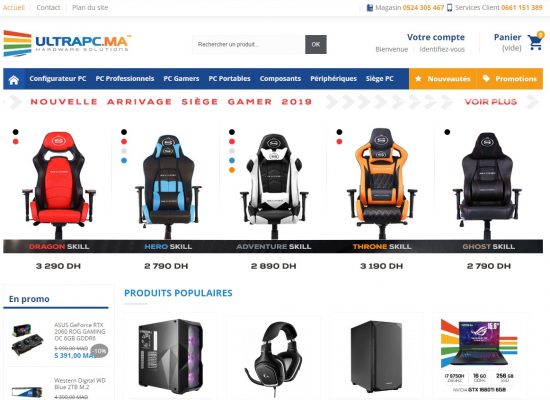 Accueil Contact Plan du site Magasin 0524 305 467 Services Client 0661 151 389
ULTRAPC.MA™
HARDWARE SOLUTIONS
Rechercher un produit... OK
Votre compte
Bienvenue Identifiez-vous
Panier
(vide)
0
Configurateur PC PC Professionnels PC Gamers PC Portables Composants Périphériques Siège PC Nouveautés Promotions
NOUVELLE ARRIVAGE SIÈGE GAMER 2019 VOIR PLUS
DRAGON SKILL HERO SKILL ADVENTURE SKILL THRONE SKILL GHOST SKILL
3 290 DH 2 790 DH 2 890 DH 3 190 DH 2 790 DH
En promo
PRODUITS POPULAIRES
ASUS GeForce RTX
2060 ROG GAMING
OC 6GB GDDR6
5 990,00 MAD
5 391,00 MAD
-10%
Western Digital WD
Blue 2TB M.2
4 390,00 MAD
15.6"
i7 9750H 16 GO 256 GB
NVIDIA GTX 1660Ti 6GB